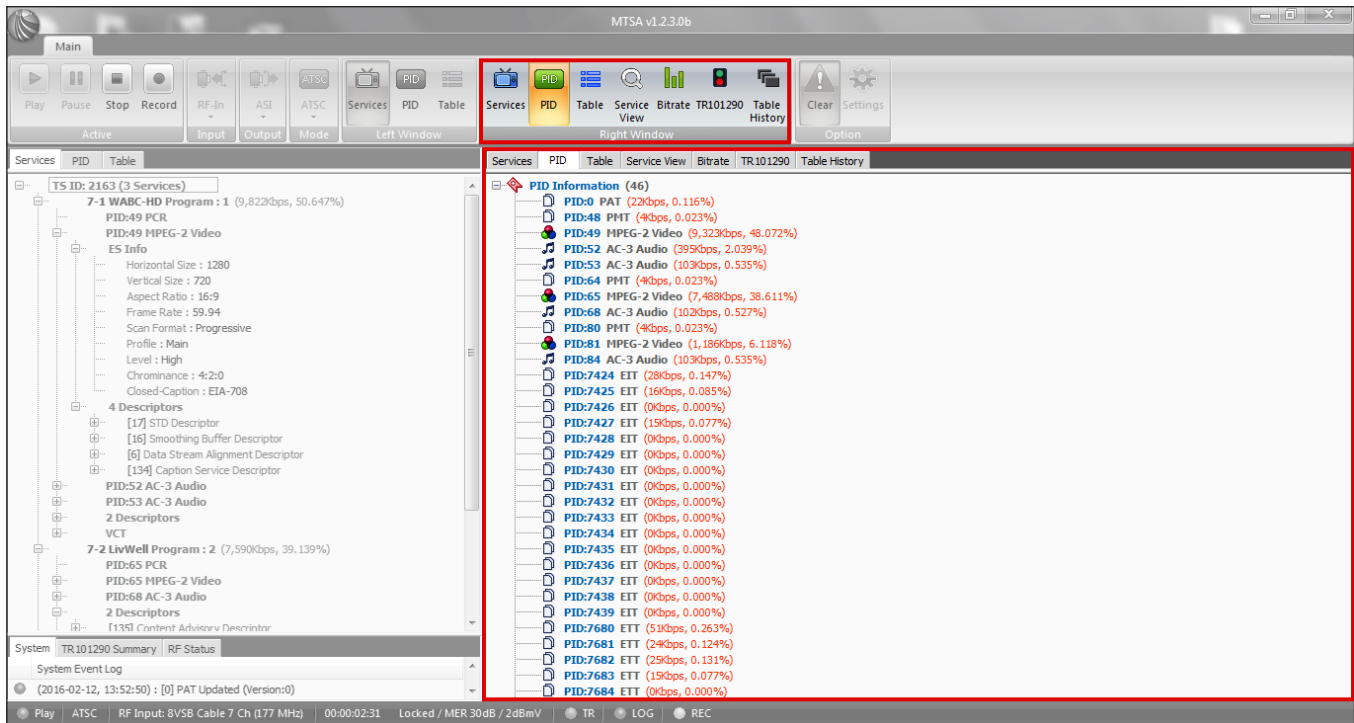 MTSA v1.2.3.0b
Main
Play Pause Stop Record RF-In ASI ATSC Services PID Table Services PID Table Service View Bitrate TR101290 Table History Clear Settings
Active Input Output Mode Left Window Right Window Option
Services PID Table
TS ID: 2163 (3 Services)
7-1 WABC-HD Program : 1 (9,822Kbps, 50.647%)
PID:49 PCR
PID:49 MPEG-2 Video
ES Info
Horizontal Size : 1280
Vertical Size : 720
Aspect Ratio : 16:9
Frame Rate : 59.94
Scan Format : Progressive
Profile : Main
Level : High
Chrominance : 4:2:0
Closed-Caption : EIA-708
4 Descriptors
[17] STD Descriptor
[16] Smoothing Buffer Descriptor
[6] Data Stream Alignment Descriptor
[134] Caption Service Descriptor
PID:52 AC-3 Audio
PID:53 AC-3 Audio
2 Descriptors
VCT
7-2 LivWell Program : 2 (7,590Kbps, 39.139%)
PID:65 PCR
PID:65 MPEG-2 Video
PID:68 AC-3 Audio
2 Descriptors
[135] Content Advisory Descriptor
System TR101290 Summary RF Status
System Event Log
(2016-02-12, 13:52:50) : [0] PAT Updated (Version:0)
Services PID Table Service View Bitrate TR101290 Table History
PID Information (46)
PID:0 PAT (22Kbps, 0.116%)
PID:48 PMT (4Kbps, 0.023%)
PID:49 MPEG-2 Video (9,323Kbps, 48.072%)
PID:52 AC-3 Audio (395Kbps, 2.039%)
PID:53 AC-3 Audio (103Kbps, 0.535%)
PID:64 PMT (4Kbps, 0.023%)
PID:65 MPEG-2 Video (7,488Kbps, 38.611%)
PID:68 AC-3 Audio (102Kbps, 0.527%)
PID:80 PMT (4Kbps, 0.023%)
PID:81 MPEG-2 Video (1,186Kbps, 6.118%)
PID:84 AC-3 Audio (103Kbps, 0.535%)
PID:7424 EIT (28Kbps, 0.147%)
PID:7425 EIT (16Kbps, 0.085%)
PID:7426 EIT (0Kbps, 0.000%)
PID:7427 EIT (15Kbps, 0.077%)
PID:7428 EIT (0Kbps, 0.000%)
PID:7429 EIT (0Kbps, 0.000%)
PID:7430 EIT (0Kbps, 0.000%)
PID:7431 EIT (0Kbps, 0.000%)
PID:7432 EIT (0Kbps, 0.000%)
PID:7433 EIT (0Kbps, 0.000%)
PID:7434 EIT (0Kbps, 0.000%)
PID:7435 EIT (0Kbps, 0.000%)
PID:7436 EIT (0Kbps, 0.000%)
PID:7437 EIT (0Kbps, 0.000%)
PID:7438 EIT (0Kbps, 0.000%)
PID:7439 EIT (0Kbps, 0.000%)
PID:7680 ETT (51Kbps, 0.263%)
PID:7681 ETT (24Kbps, 0.124%)
PID:7682 ETT (25Kbps, 0.131%)
PID:7683 ETT (15Kbps, 0.077%)
PID:7684 ETT (0Kbps, 0.000%)
Play ATSC RF Input: 8VSB Cable 7 Ch (177 MHz) 00:00:02:31 Locked / MER 30dB / 2dBmV TR LOG REC